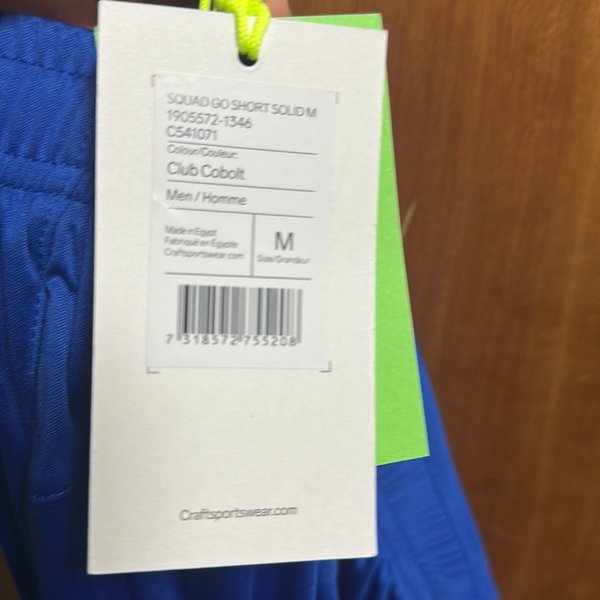 SQUAD GO SHORT SOLID M
1905572-1346
C541071
Colour/Couleur:
Club Cobolt
Men / Homme
Made in Egypt
Fabriqué en Egypte
Craftsportswear.com
M
Size/Grandeur
7 318572 755208
Craftsportswear.com